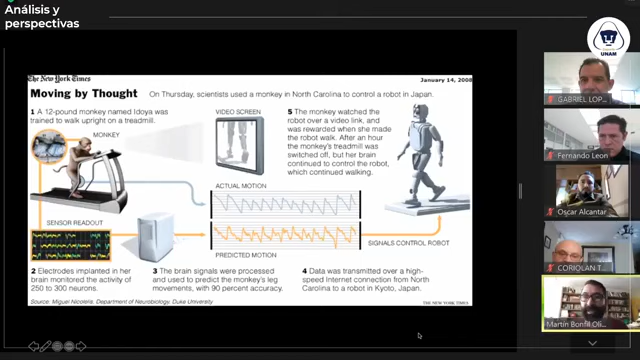 Análisis y
perspectivas
UNAM
The New York Times
January 14, 2008
Moving by Thought
On Thursday, scientists used a monkey in North Carolina to control a robot in Japan.
1 A 12-pound monkey named Idoya was
trained to walk upright on a treadmill.
MONKEY
VIDEO SCREEN
5 The monkey watched the
robot over a video link, and
was rewarded when she made
the robot walk. After an hour
the monkey's treadmill was
switched off, but her brain
continued to control the robot,
which continued walking.
ACTUAL MOTION
SENSOR READOUT
PREDICTED MOTION
SIGNALS CONTROL ROBOT
2 Electrodes implanted in her
brain monitored the activity of
250 to 300 neurons.
3 The brain signals were processed
and used to predict the monkey's leg
movements, with 90 percent accuracy.
4 Data was transmitted over a high-
speed Internet connection from North
Carolina to a robot in Kyoto, Japan.
Source: Miguel Nicolelis, Department of Neurobiology, Duke University
THE NEW YORK TIMES
GABRIEL LOP...
Fernando Leon
Oscar Alcantar
CORIOLAN T...
Martín Bonfil Oli...